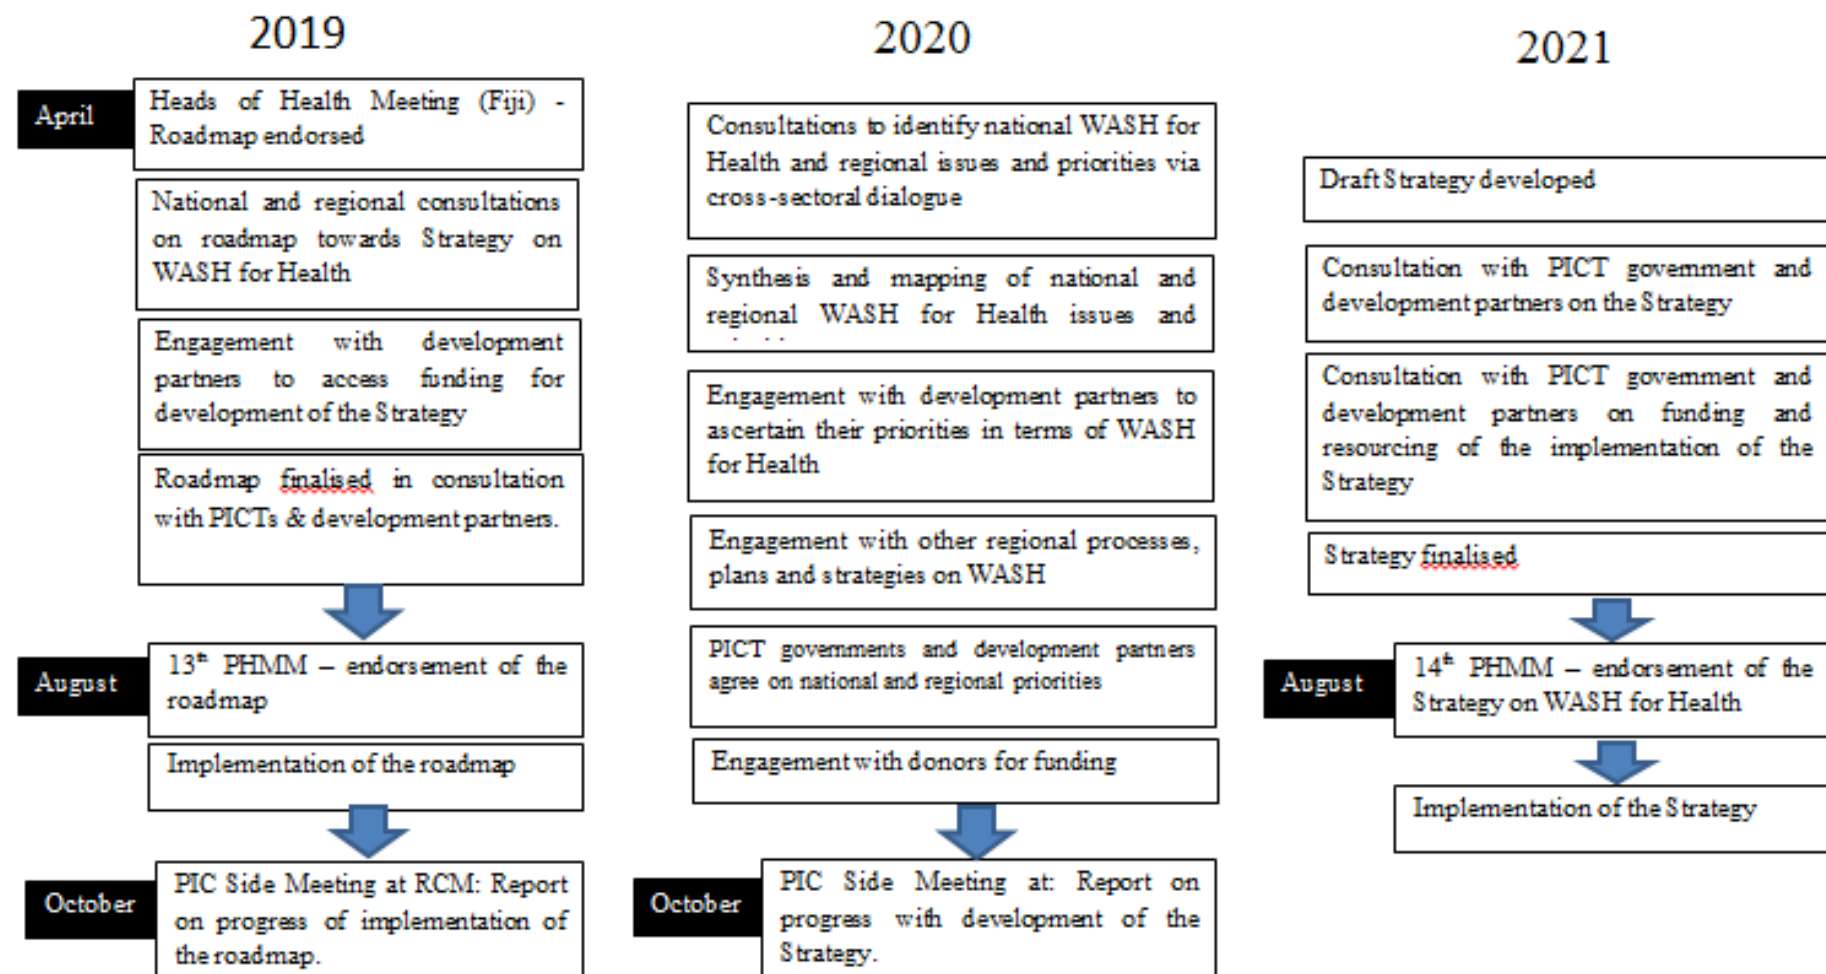 2019
April
Heads of Health Meeting (Fiji) -
Roadmap endorsed
National and regional consultations
on roadmap towards Strategy on
WASH for Health
Engagement with development
partners to access funding for
development of the Strategy
Roadmap finalised in consultation
with PICTs & development partners.
August
13th PHMM – endorsement of the
roadmap
Implementation of the roadmap
October
PIC Side Meeting at RCM: Report
on progress of implementation of
the roadmap.
2020
Consultations to identify national WASH for
Health and regional issues and priorities via
cross-sectoral dialogue
Synthesis and mapping of national and
regional WASH for Health issues and
Engagement with development partners to
ascertain their priorities in terms of WASH
for Health
Engagement with other regional processes,
plans and strategies on WASH
PICT governments and development partners
agree on national and regional priorities
Engagement with donors for funding
October
PIC Side Meeting at: Report on
progress with development of the
Strategy.
2021
Draft Strategy developed
Consultation with PICT government and
development partners on the Strategy
Consultation with PICT government and
development partners on funding and
resourcing of the implementation of the
Strategy
Strategy finalised
August
14th PHMM – endorsement of the
Strategy on WASH for Health
Implementation of the Strategy